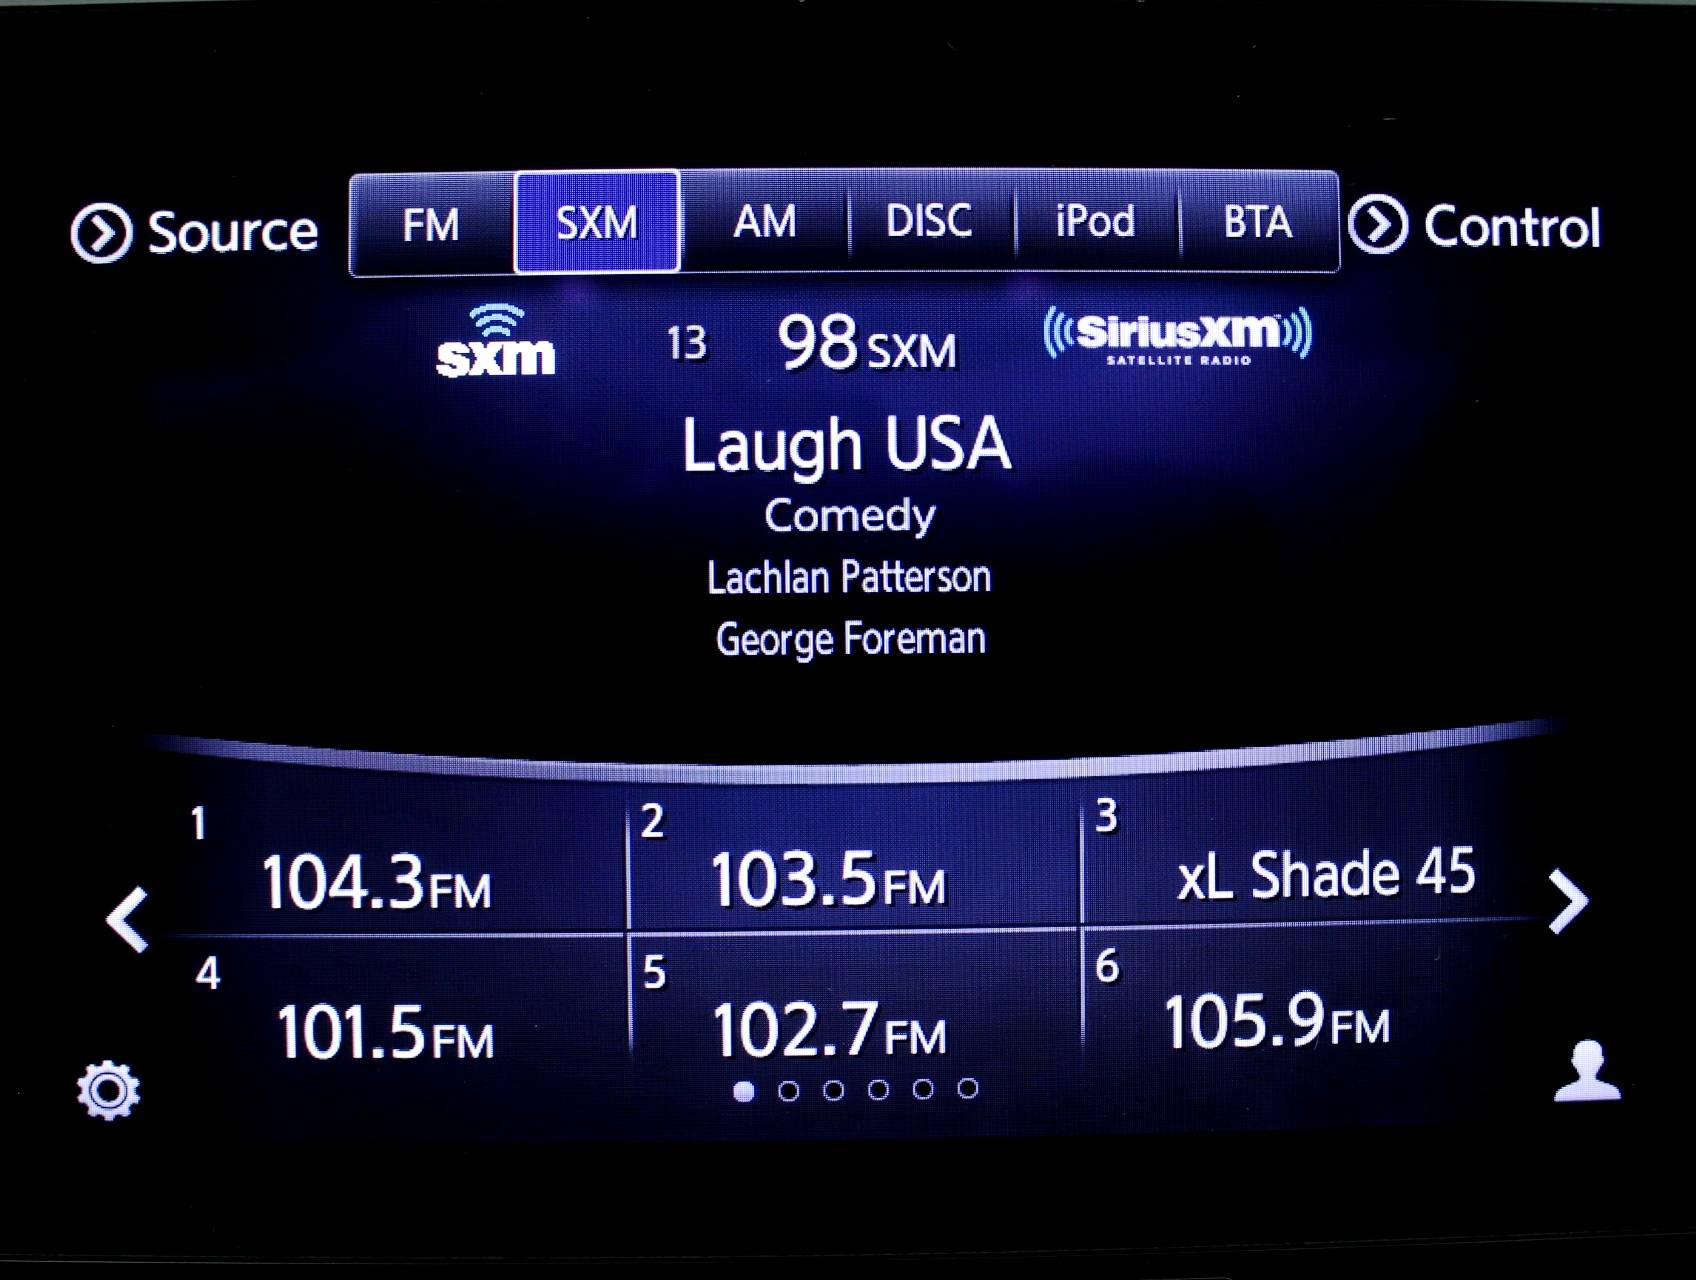 Source FM SXM AM DISC iPod BTA Control
sxm 13 98 SXM SiriusXM
SATELLITE RADIO
Laugh USA
Comedy
Lachlan Patterson
George Foreman
1 2 3
104.3FM 103.5FM xL Shade 45
4 5 6
101.5FM 102.7FM 105.9FM